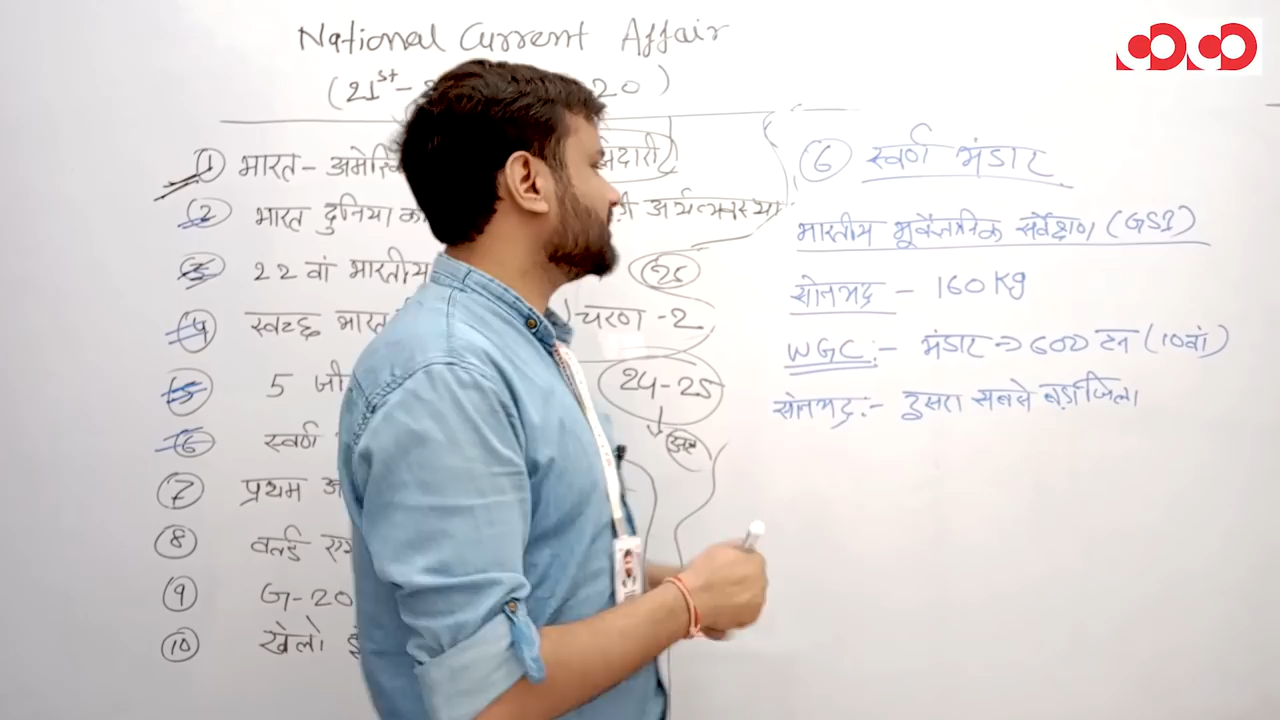 National Current Affair
(21st - 20)
① भारत - अमेरि
② भारत दुनिया क अर्थव्यवस्था
③ 22 वां भारतीय 25
④ स्वच्छ भारत चरण -2
⑤ 5 जी 24-25
⑥ स्वर्ण
⑦ प्रथम अ
⑧ वर्ल्ड
⑨ G-20
⑩ खेलो इं
⑥ स्वर्ण भंडार
भारतीय भूवैज्ञानिक सर्वेक्षण (GSI)
सोनभद्र - 160 Kg
WGC:- भंडार → 600 टन (10वां)
सोनभद्र:- दुसरा सबसे बड़ा जिला